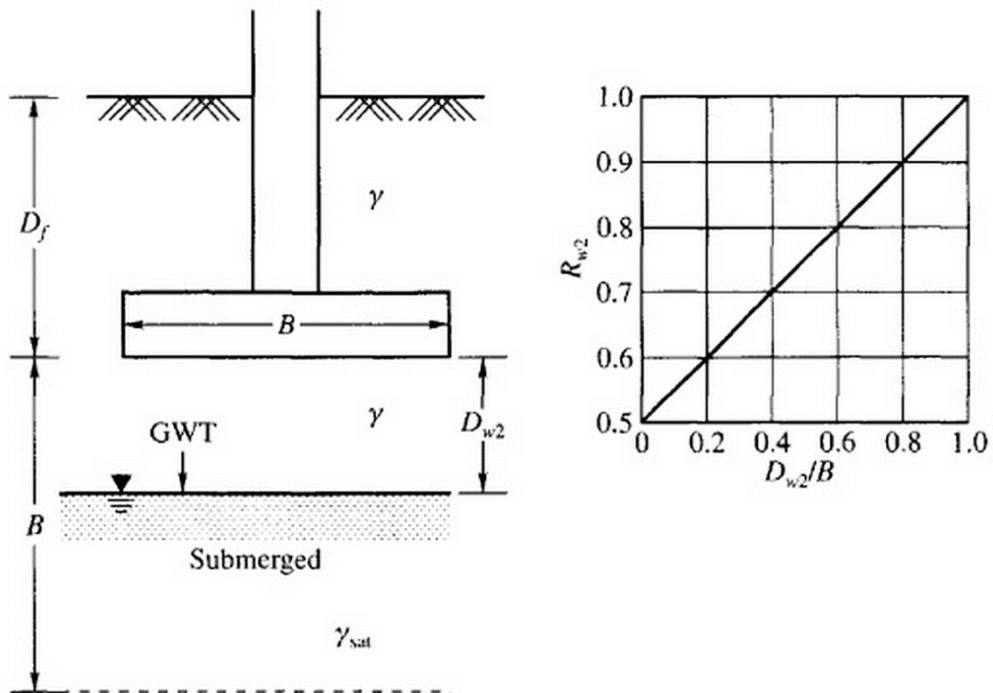 D_f
γ
B
γ
GWT
D_w2
B
Submerged
γ_sat
R_w2
1.0
0.9
0.8
0.7
0.6
0.5
0 0.2 0.4 0.6 0.8 1.0
D_w2/B